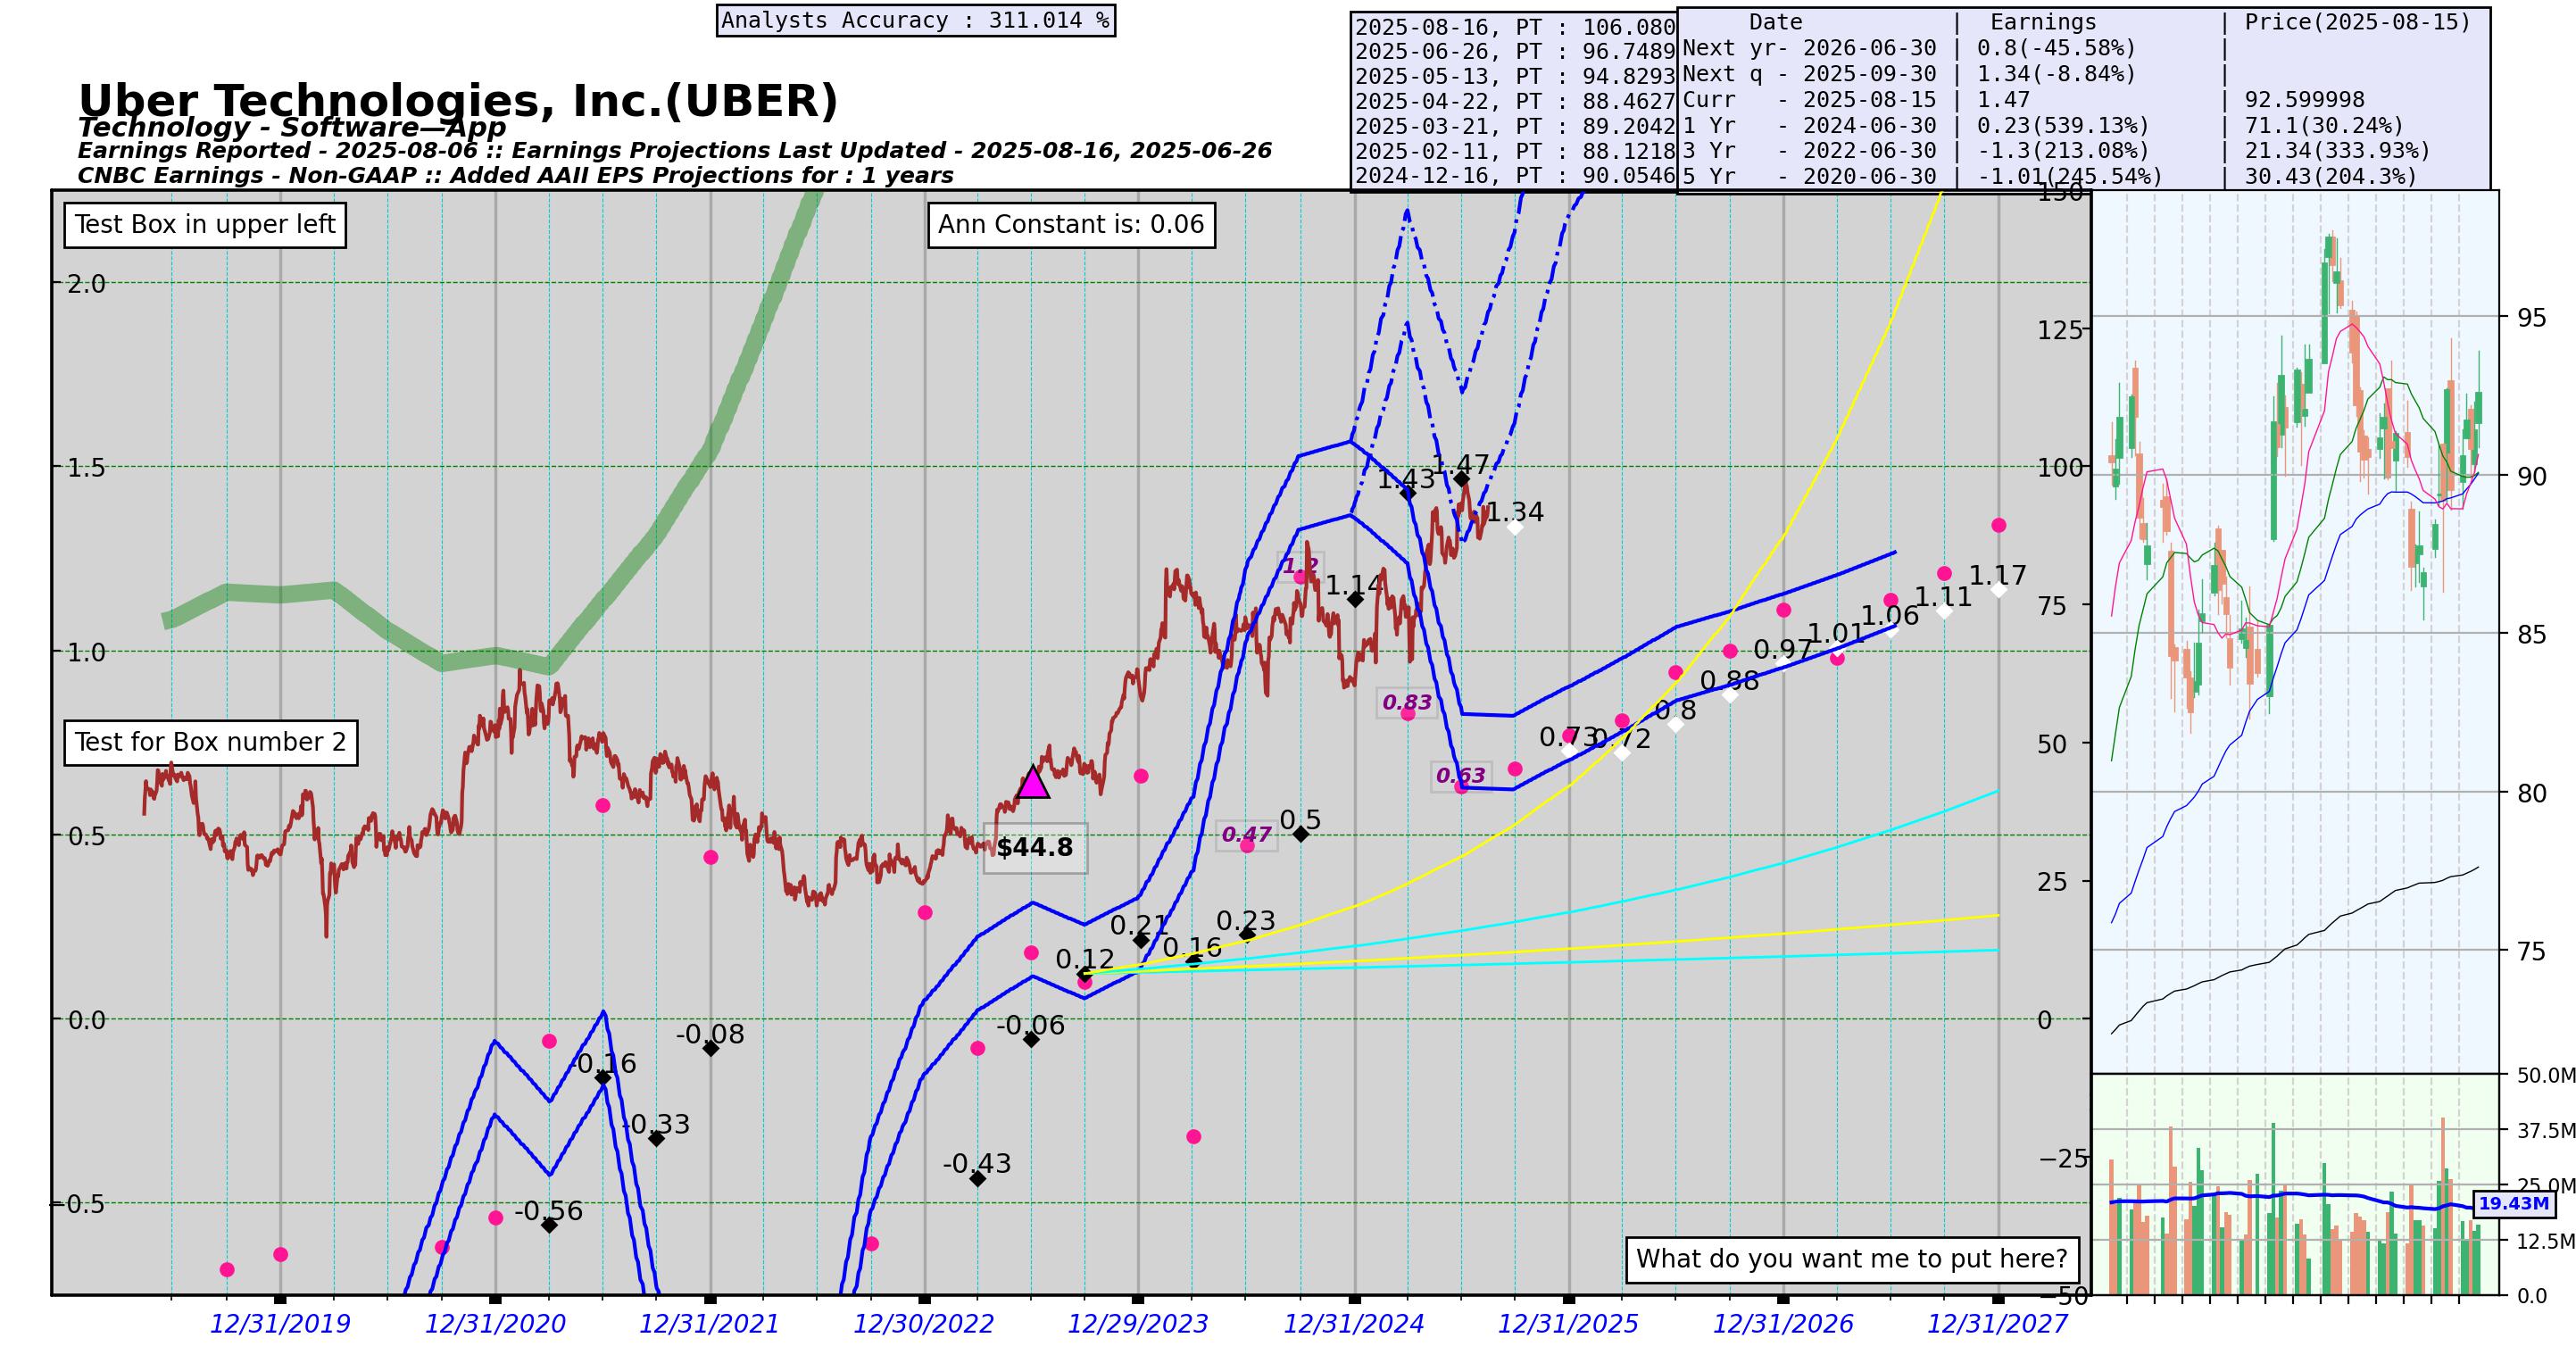 Analysts Accuracy : 311.014 %
2025-08-16, PT : 106.080
2025-06-26, PT : 96.7489
2025-05-13, PT : 94.8293
2025-04-22, PT : 88.4627
2025-03-21, PT : 89.2042
2025-02-11, PT : 88.1218
2024-12-16, PT : 90.0546
Date | Earnings | Price(2025-08-15)
Next yr- 2026-06-30 | 0.8(-45.58%) |
Next q - 2025-09-30 | 1.34(-8.84%) |
Curr - 2025-08-15 | 1.47 | 92.599998
1 Yr - 2024-06-30 | 0.23(539.13%) | 71.1(30.24%)
3 Yr - 2022-06-30 | -1.3(213.08%) | 21.34(333.93%)
5 Yr - 2020-06-30 | -1.01(245.54%) | 30.43(204.3%)
Uber Technologies, Inc.(UBER)
Technology - Software—App
Earnings Reported - 2025-08-06 :: Earnings Projections Last Updated - 2025-08-16, 2025-06-26
CNBC Earnings - Non-GAAP :: Added AAII EPS Projections for : 1 years
Test Box in upper left
Ann Constant is: 0.06
Test for Box number 2
$44.8
What do you want me to put here?
2.0
1.5
1.0
0.5
0.0
−0.5
-0.56
-0.16
-0.33
-0.08
-0.43
-0.06
0.12
0.21
0.16
0.23
0.5
1.14
1.43
1.47
1.34
0.73
0.72
0.8
0.88
0.97
1.01
1.06
1.11
1.17
0.47
1.2
0.83
0.63
150
125
100
75
50
25
0
−25
−50
95
90
85
80
75
50.0M
37.5M
25.0M
19.43M
12.5M
0.0
12/31/2019
12/31/2020
12/31/2021
12/30/2022
12/29/2023
12/31/2024
12/31/2025
12/31/2026
12/31/2027